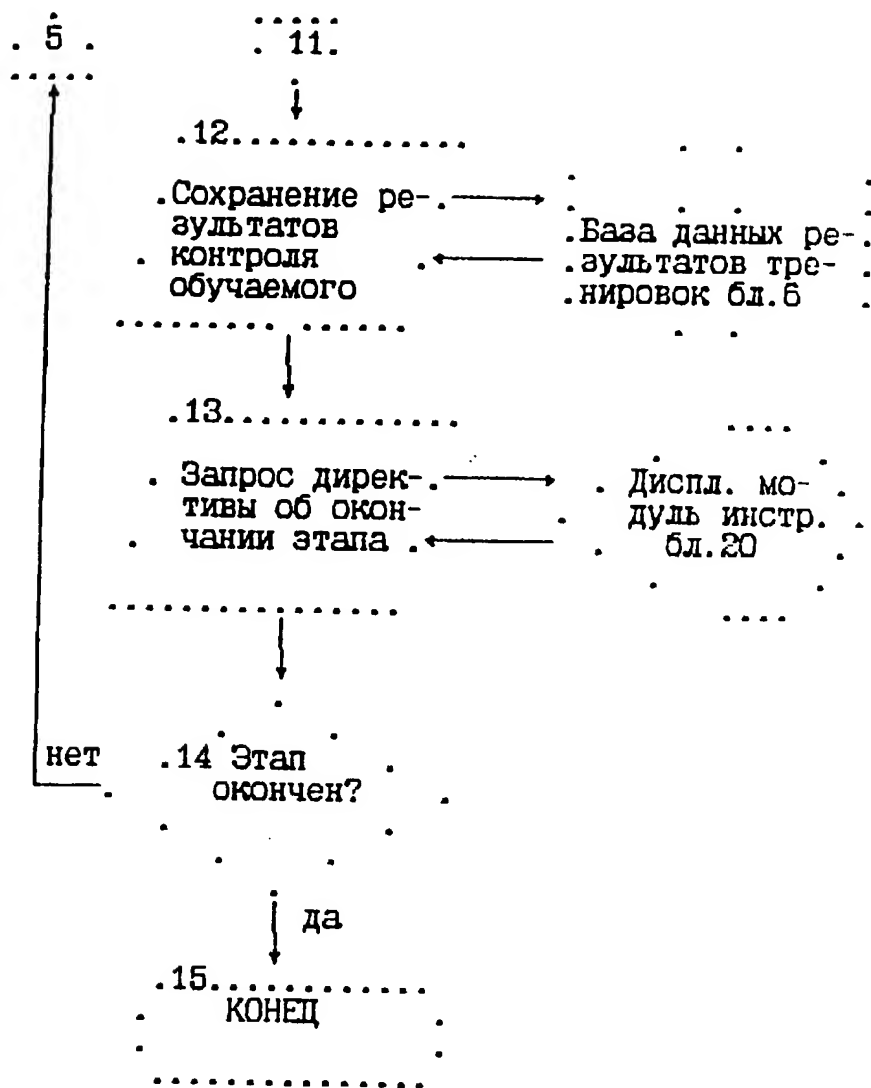 5
11.
12
Сохранение ре-
зультатов
контроля
обучаемого
База данных ре-
зультатов тре-
нировок бл.6
13
Запрос дирек-
тивы об окон-
чании этапа
Диспл. мо-
дуль инстр.
бл.20
нет
14 Этап
окончен?
да
15
КОНЕЦ